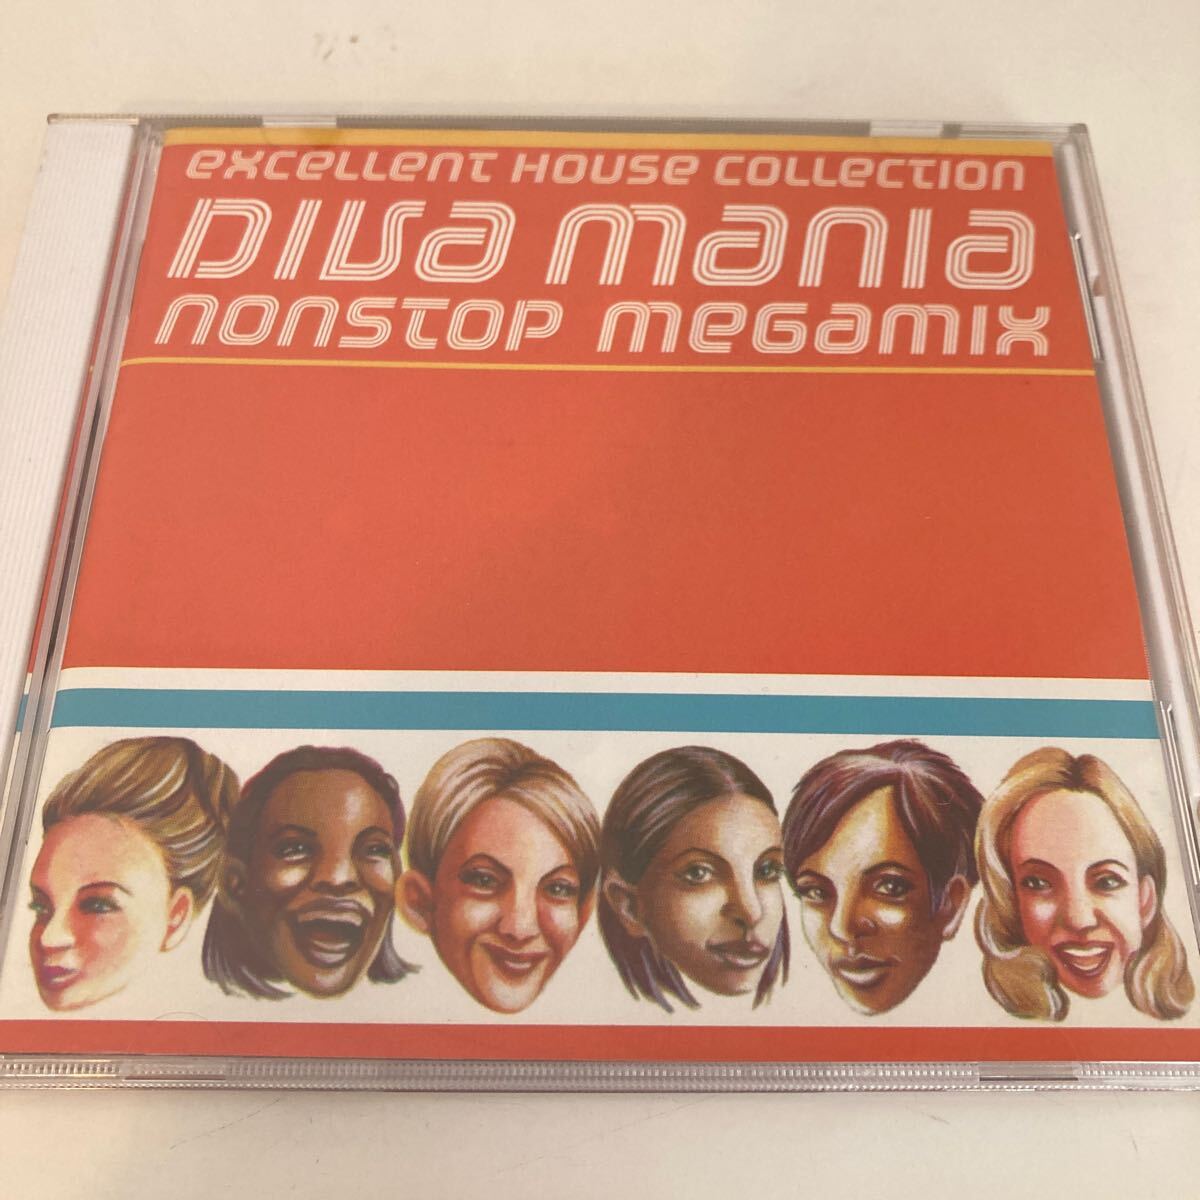 excellent House collection
Diva mania
nonstop megamix